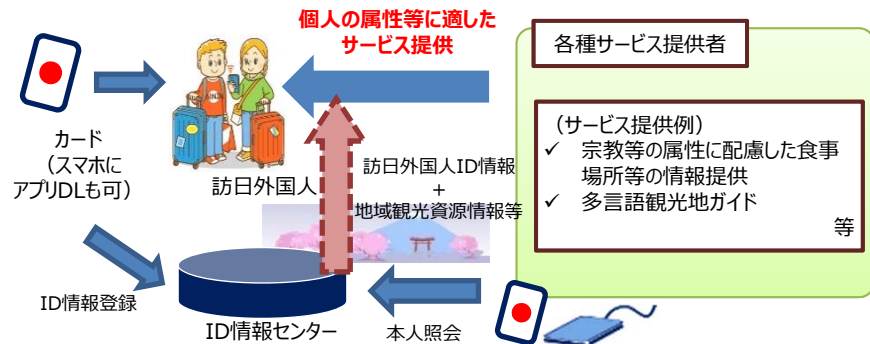 個人の属性等に適した
サービス提供
各種サービス提供者
（サービス提供例）
✓ 宗教等の属性に配慮した食事
場所等の情報提供
✓ 多言語観光地ガイド
等
カード
（スマホに
アプリDLも可）
訪日外国人
訪日外国人ID情報
+
地域観光資源情報等
ID情報登録
ID情報センター
本人照会